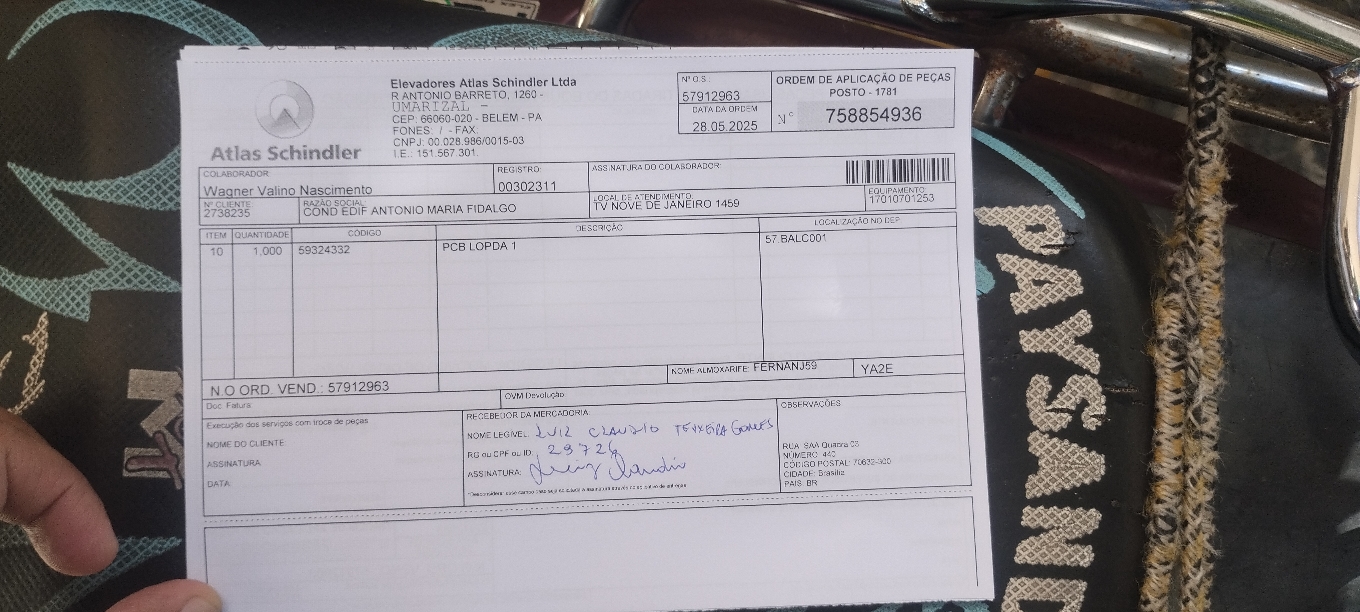 Elevadores Atlas Schindler Ltda
R ANTONIO BARRETO, 1260 -
UMARIZAL -
CEP: 66060-020 - BELEM - PA
FONES: / - FAX:
CNPJ: 00.028.986/0015-03
I.E.: 151.567.301.
Atlas Schindler
Nº O.S.:
57912963
DATA DA ORDEM
28.05.2025
ORDEM DE APLICAÇÃO DE PEÇAS
POSTO - 1781
N° 758854936
COLABORADOR:
Wagner Valino Nascimento
REGISTRO:
00302311
ASSINATURA DO COLABORADOR:
Nº CLIENTE
2738235
RAZÃO SOCIAL:
COND EDIF ANTONIO MARIA FIDALGO
LOCAL DE ATENDIMENTO:
TV NOVE DE JANEIRO 1459
EQUIPAMENTO:
17010701253
ITEM QUANTIDADE CÓDIGO DESCRIÇÃO LOCALIZAÇÃO NO DEP.
10 1,000 59324332 PCB LOPDA 1 57.BALC001
NOME ALMOXARIFE: FERNANJ59 YA2E
N.O ORD. VEND.: 57912963
Doc. Fatura:
OVM Devolução:
Execução dos serviços com troca de peças
NOME DO CLIENTE:
ASSINATURA:
DATA:
RECEBEDOR DA MERCADORIA:
NOME LEGÍVEL: LUIZ CLAUDIO TEIXEIRA GOMES
RG ou CPF ou ID:
ASSINATURA: Luiz Claudio
OBSERVAÇÕES:
RUA: SAA Quadra 03
NÚMERO: 440
CÓDIGO POSTAL: 70632-300
CIDADE: Brasília
PAÍS: BR
PAYSAND